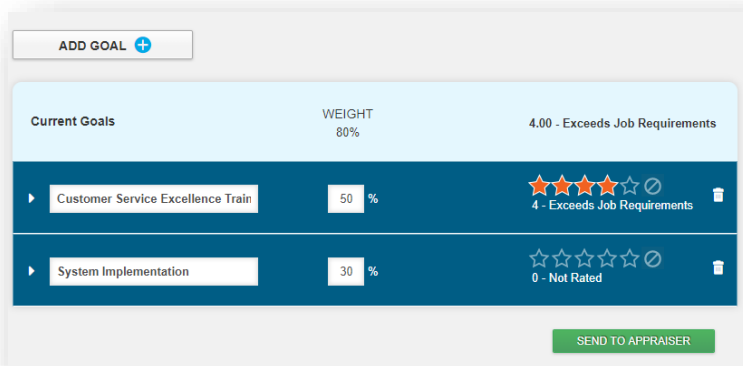 ADD GOAL
Current Goals
WEIGHT
80%
4.00 - Exceeds Job Requirements
Customer Service Excellence Train
50 %
4 - Exceeds Job Requirements
System Implementation
30 %
0 - Not Rated
SEND TO APPRAISER